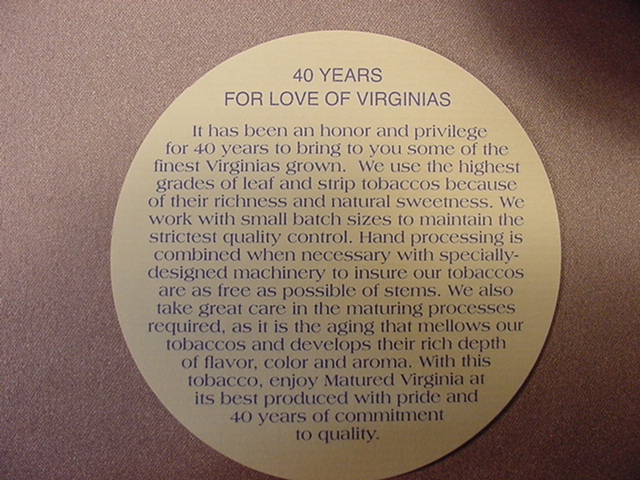 40 YEARS
FOR LOVE OF VIRGINIAS
It has been an honor and privilege
for 40 years to bring to you some of the
finest Virginias grown. We use the highest
grades of leaf and strip tobaccos because
of their richness and natural sweetness. We
work with small batch sizes to maintain the
strictest quality control. Hand processing is
combined when necessary with specially-
designed machinery to insure our tobaccos
are as free as possible of stems. We also
take great care in the maturing processes
required, as it is the aging that mellows our
tobaccos and develops their rich depth
of flavor, color and aroma. With this
tobacco, enjoy Matured Virginia at
its best produced with pride and
40 years of commitment
to quality.